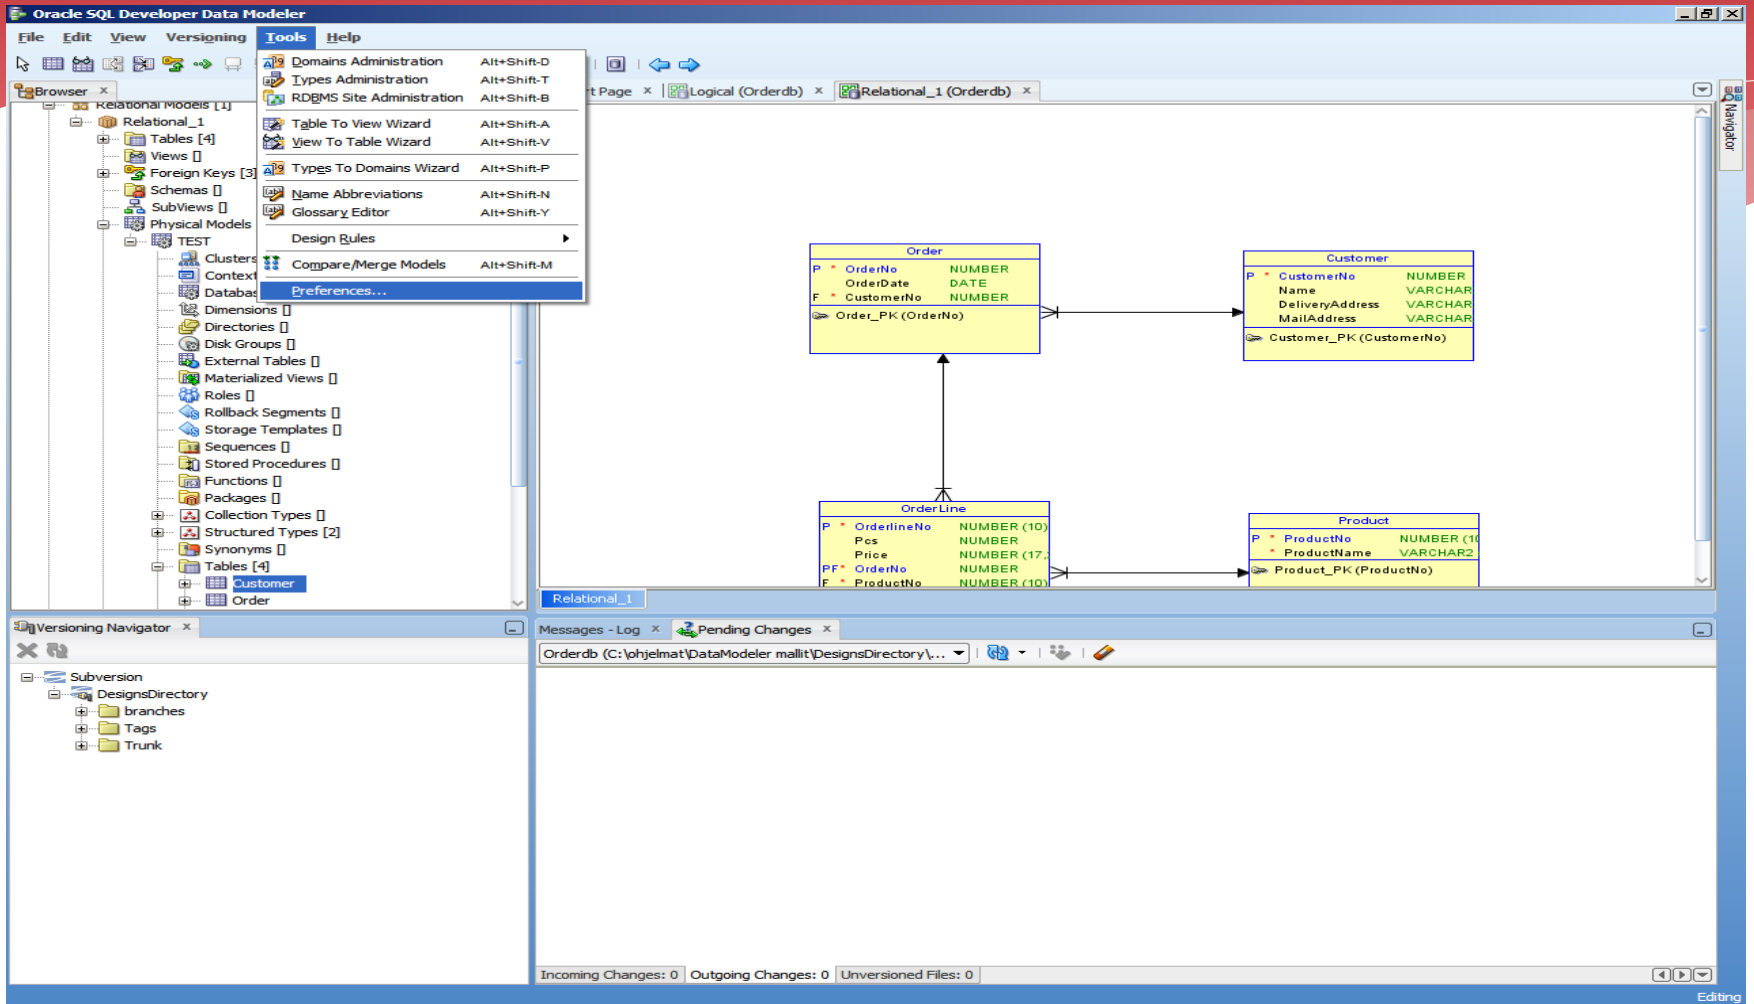 Oracle SQL Developer Data Modeler
File Edit View Versioning Tools Help
Domains Administration Alt+Shift-D
Types Administration Alt+Shift-T
RDBMS Site Administration Alt+Shift-B
Table To View Wizard Alt+Shift-A
View To Table Wizard Alt+Shift-V
Types To Domains Wizard Alt+Shift-P
Name Abbreviations Alt+Shift-N
Glossary Editor Alt+Shift-Y
Design Rules
Compare/Merge Models Alt+Shift-M
Preferences...
Browser
Relational Models [1]
Relational_1
Tables [4]
Views []
Foreign Keys [3]
Schemas []
SubViews []
Physical Models
TEST
Clusters
Context
Databas
Dimensions []
Directories []
Disk Groups []
External Tables []
Materialized Views []
Roles []
Rollback Segments []
Storage Templates []
Sequences []
Stored Procedures []
Functions []
Packages []
Collection Types []
Structured Types [2]
Synonyms []
Tables [4]
Customer
Order
t Page Logical (Orderdb) Relational_1 (Orderdb)
Navigator
Order
P * OrderNo NUMBER
OrderDate DATE
F * CustomerNo NUMBER
Order_PK (OrderNo)
Customer
P * CustomerNo NUMBER
Name VARCHAR
DeliveryAddress VARCHAR
MailAddress VARCHAR
Customer_PK (CustomerNo)
OrderLine
P * OrderlineNo NUMBER (10)
Pcs NUMBER
Price NUMBER (17,
PF* OrderNo NUMBER
F * ProductNo NUMBER (10)
Product
P * ProductNo NUMBER (10
* ProductName VARCHAR2
Product_PK (ProductNo)
Relational_1
Versioning Navigator
Subversion
DesignsDirectory
branches
Tags
Trunk
Messages - Log Pending Changes
Orderdb (C:\ohjelmat\DataModeler mallit\DesignsDirectory\...
Incoming Changes: 0 Outgoing Changes: 0 Unversioned Files: 0
Editing